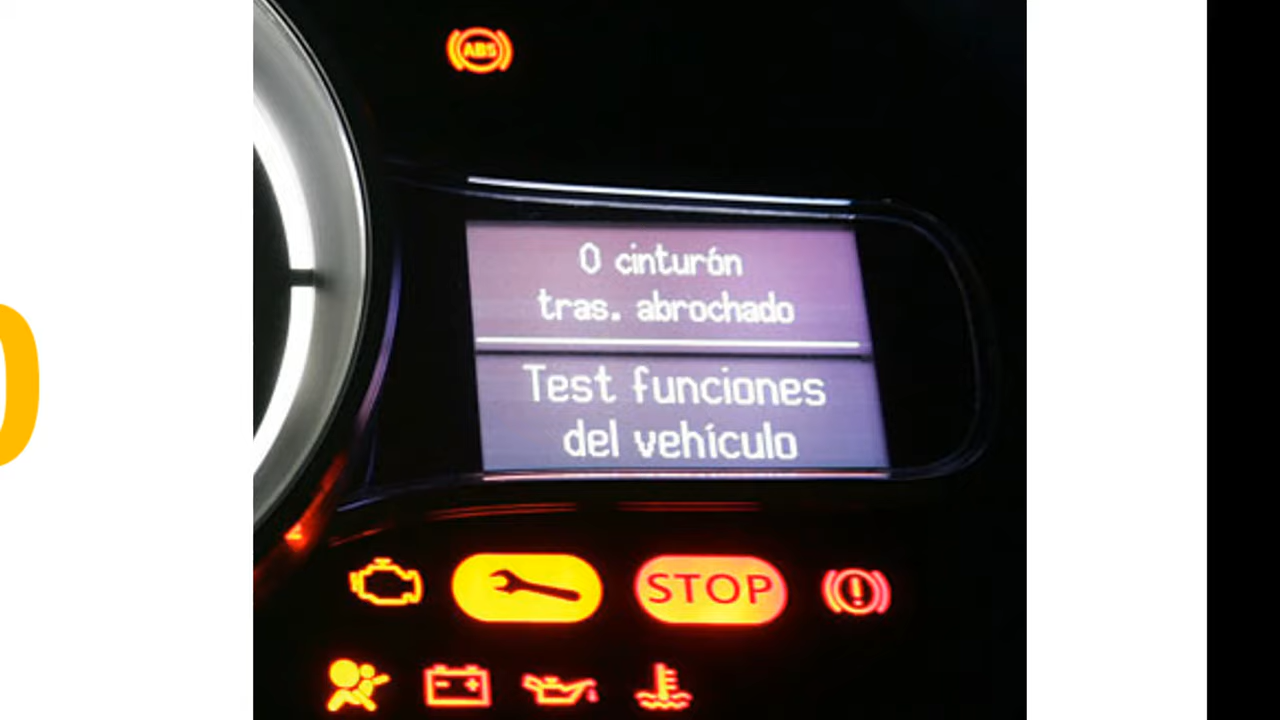 ABS
0 cinturón
tras. abrochado
Test funciones
del vehículo
STOP